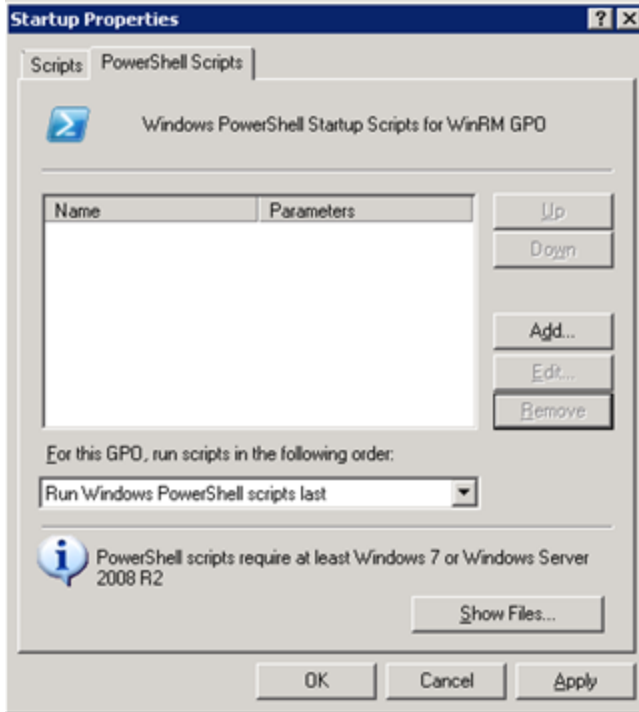 Startup Properties
Scripts
PowerShell Scripts
Windows PowerShell Startup Scripts for WinRM GPO
Name
Parameters
Up
Down
Add...
Edit...
Remove
For this GPO, run scripts in the following order:
Run Windows PowerShell scripts last
PowerShell scripts require at least Windows 7 or Windows Server
2008 R2
Show Files...
OK
Cancel
Apply